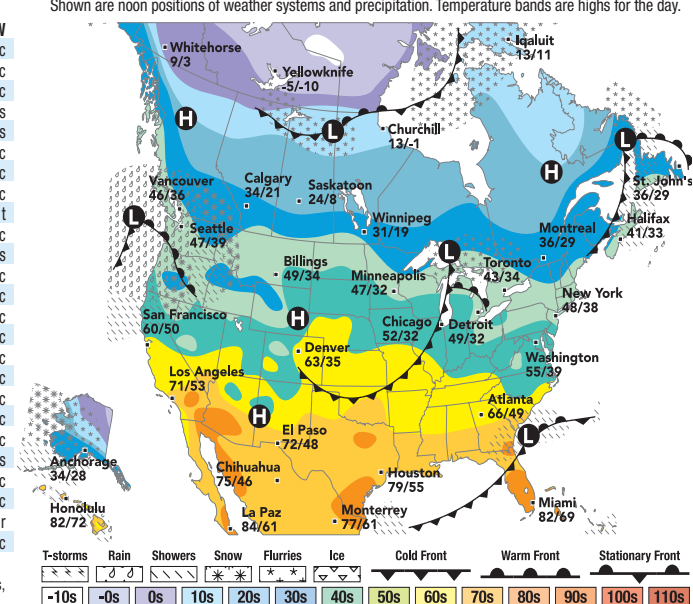 Shown are noon positions of weather systems and precipitation. Temperature bands are highs for the day.
Whitehorse
9/3
Yellowknife
-5/-10
Iqaluit
13/11
H
L
Churchill
13/-1
L
H
Vancouver
46/36
Calgary
34/21
Saskatoon
24/8
St. John's
36/29
L
Seattle
47/39
Winnipeg
31/19
Montreal
36/29
Halifax
41/33
L
Billings
49/34
Minneapolis
47/32
Toronto
43/34
New York
48/38
San Francisco
60/50
H
Chicago
52/32
Detroit
49/32
Denver
63/35
Washington
55/39
Los Angeles
71/53
Atlanta
66/49
H
El Paso
72/48
L
Anchorage
34/28
Chihuahua
75/46
Houston
79/55
Honolulu
82/72
La Paz
84/61
Monterrey
77/61
Miami
82/69
T-storms Rain Showers Snow Flurries Ice Cold Front Warm Front Stationary Front
-10s -0s 0s 10s 20s 30s 40s 50s 60s 70s 80s 90s 100s 110s